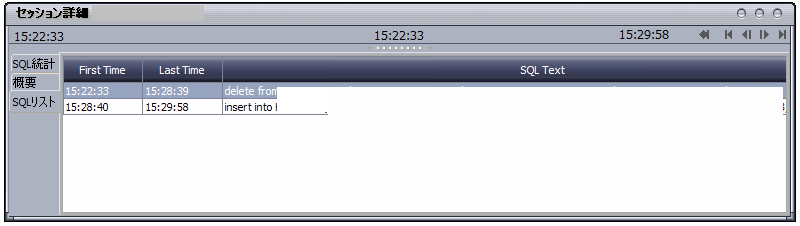 セッション詳細
15:22:33 15:22:33 15:29:58
SQL統計
概要
SQLリスト
First Time Last Time SQL Text
15:22:33 15:28:39 delete from
15:28:40 15:29:58 insert into